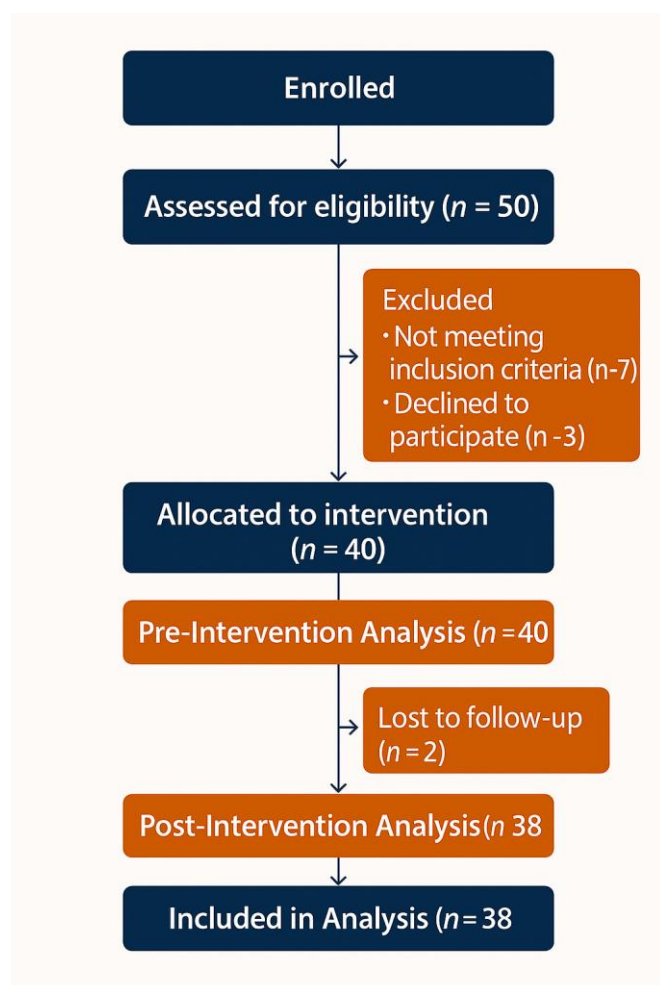 Enrolled
Assessed for eligibility (n = 50)
Excluded
· Not meeting
inclusion criteria (n-7)
· Declined to
participate (n -3)
Allocated to intervention
(n = 40)
Pre-Intervention Analysis (n = 40
Lost to follow-up
(n = 2)
Post-Intervention Analysis (n 38
Included in Analysis (n = 38